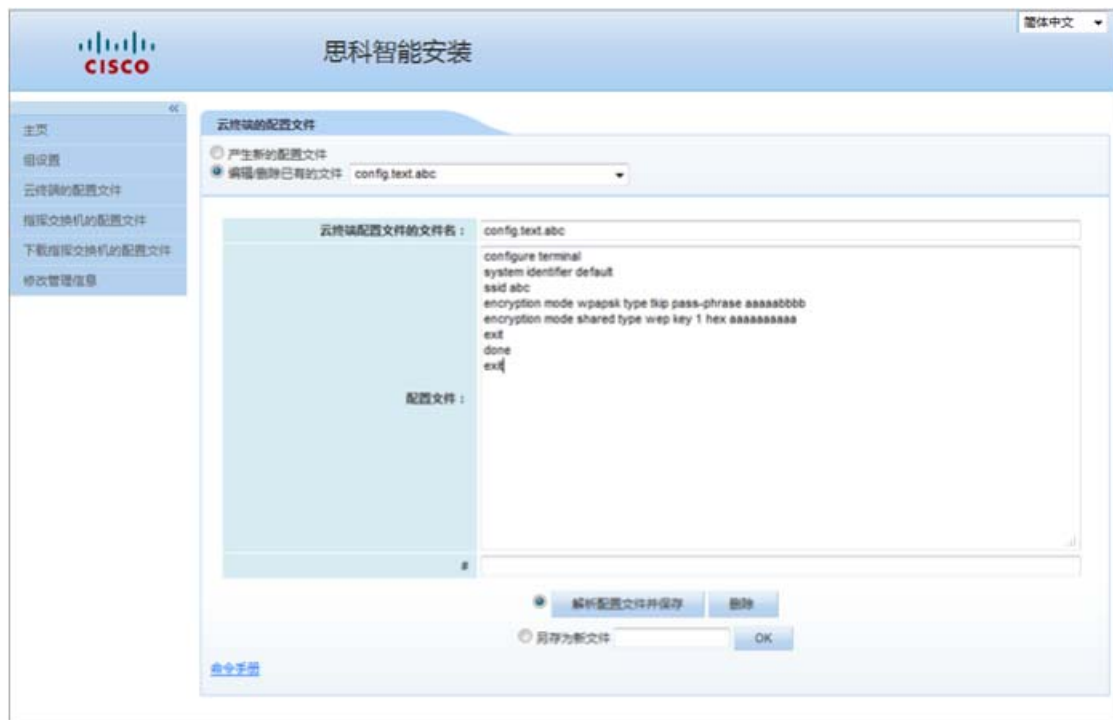 简体中文
CISCO
思科智能安装
主页
组设置
云终端的配置文件
指挥交换机的配置文件
下载指挥交换机的配置文件
修改管理信息
云终端的配置文件
产生新的配置文件
编辑/删除已有的文件 config.text.abc
云终端配置文件的文件名： config.text.abc
配置文件：
configure terminal
system identifier default
ssid abc
encryption mode wpapsk type tkip pass-phrase aaaaabbbb
encryption mode shared type wep key 1 hex aaaaaaaaaa
exit
done
exit
#
解析配置文件并保存 删除
另存为新文件 OK
命令手册